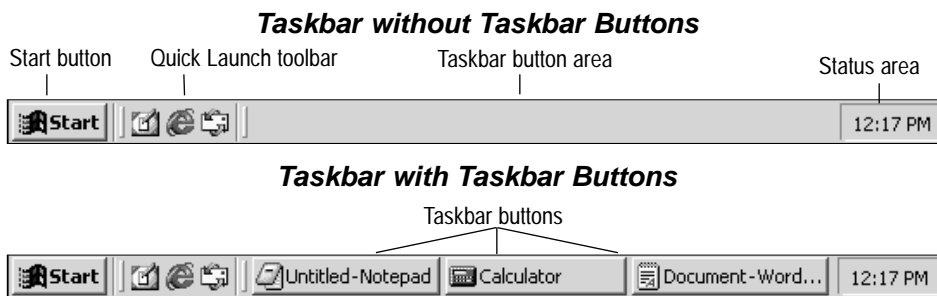 Taskbar without Taskbar Buttons
Start button Quick Launch toolbar Taskbar button area Status area
Start 12:17 PM
Taskbar with Taskbar Buttons
Taskbar buttons
Start Untitled-Notepad Calculator Document-Word... 12:17 PM